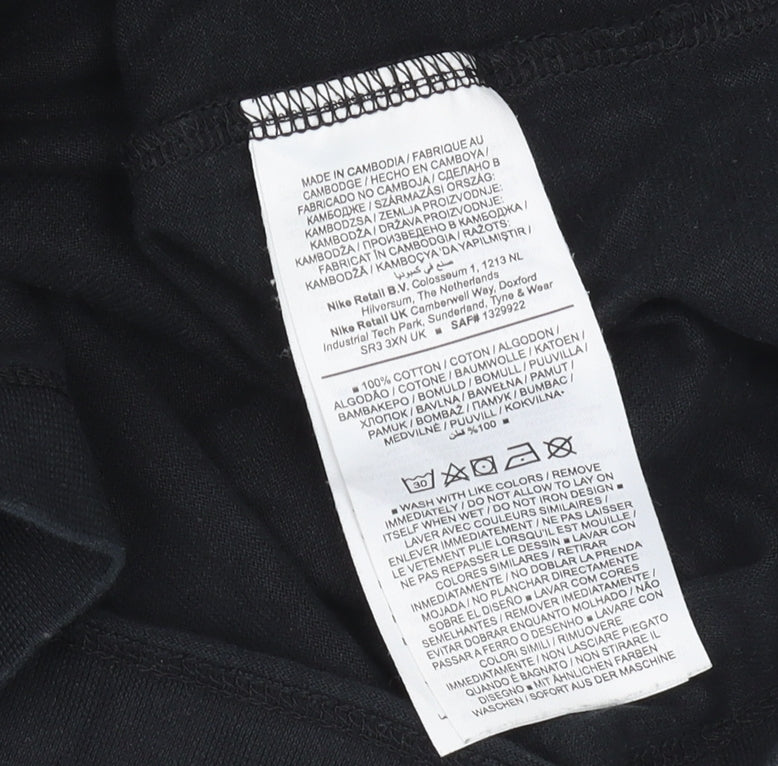 MADE IN CAMBODIA / FABRIQUE AU
CAMBODGE / HECHO EN CAMBOYA /
FABRICADO NO CAMBOJA / СДЕЛАНО В
КАМБОДЖЕ / SZÁRMAZÁSI ORSZÁG:
KAMBODZSA / ZEMLJA PROIZVODNJE:
KAMBODŽA / DRŽAVA PROIZVODNJE:
KAMBODŽA / ПРОИЗВЕДЕНО В КАМБОДЖА /
FABRICAT ÎN CAMBODGIA / RAŽOTS:
KAMBODŽĀ / KAMBOÇYA'DA YAPILMIŞTIR /
صنع في كمبوديا
Nike Retail B.V. Colosseum 1, 1213 NL
Hilversum, The Netherlands
Nike Retail UK Camberwell Way, Doxford
Industrial Tech Park, Sunderland, Tyne & Wear
SR3 3XN UK ■ SAF# 1329922
■ 100% COTTON / COTON / ALGODON /
ALGODÃO / COTONE / BAUMWOLLE / KATOEN /
BAMBAKEPO / BOMULD / BOMULL / PUUVILLA /
ХЛОПОК / BAVLNA / BAWEŁNA / PAMUT /
PAMUK / BOMBAŽ / ПАМУК / BUMBAC /
MEDVILNĖ / PUUVILL / KOKVILNA
100% قطن ■
30
■ WASH WITH LIKE COLORS / REMOVE
IMMEDIATELY / DO NOT ALLOW TO LAY ON
ITSELF WHEN WET / DO NOT IRON DESIGN ■
LAVER AVEC COULEURS SIMILAIRES /
ENLEVER IMMEDIATEMENT / NE PAS LAISSER
LE VETEMENT PLIE LORSQU'IL EST MOUILLE /
NE PAS REPASSER LE DESSIN ■ LAVAR CON
COLORES SIMILARES / RETIRAR
INMEDIATAMENTE / NO DOBLAR LA PRENDA
MOJADA / NO PLANCHAR DIRECTAMENTE
SOBRE EL DISEÑO ■ LAVAR COM CORES
SEMELHANTES / REMOVER IMEDIATAMENTE /
EVITAR DOBRAR ENQUANTO MOLHADO / NÃO
PASSAR A FERRO O DESENHO ■ LAVARE CON
COLORI SIMILI / RIMUOVERE
IMMEDIATAMENTE / NON LASCIARE PIEGATO
QUANDO È BAGNATO / NON STIRARE IL
DISEGNO ■ MIT ÄHNLICHEN FARBEN
WASCHEN / SOFORT AUS DER MASCHINE